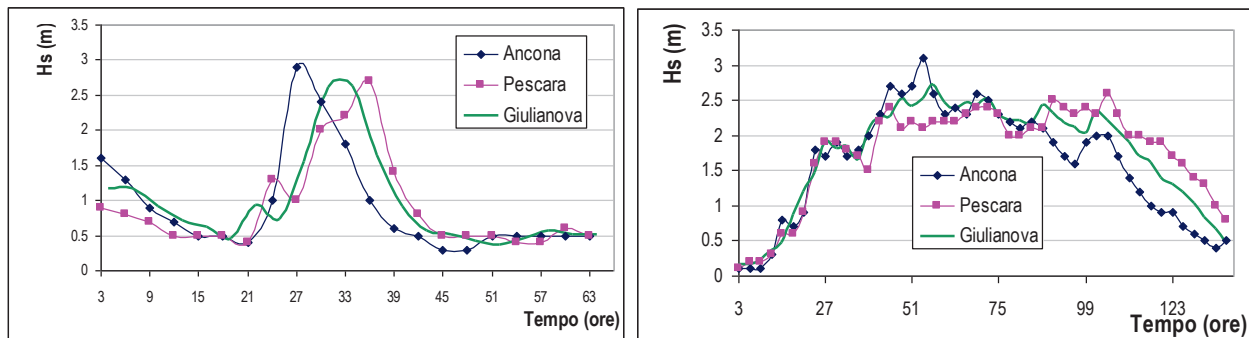 Hs (m)
3.5
3
2.5
2
1.5
1
0.5
0
3 9 15 21 27 33 39 45 51 57 63
Tempo (ore)
Ancona
Pescara
Giulianova
Hs (m)
3.5
3
2.5
2
1.5
1
0.5
0
3 27 51 75 99 123
Tempo (ore)
Ancona
Pescara
Giulianova